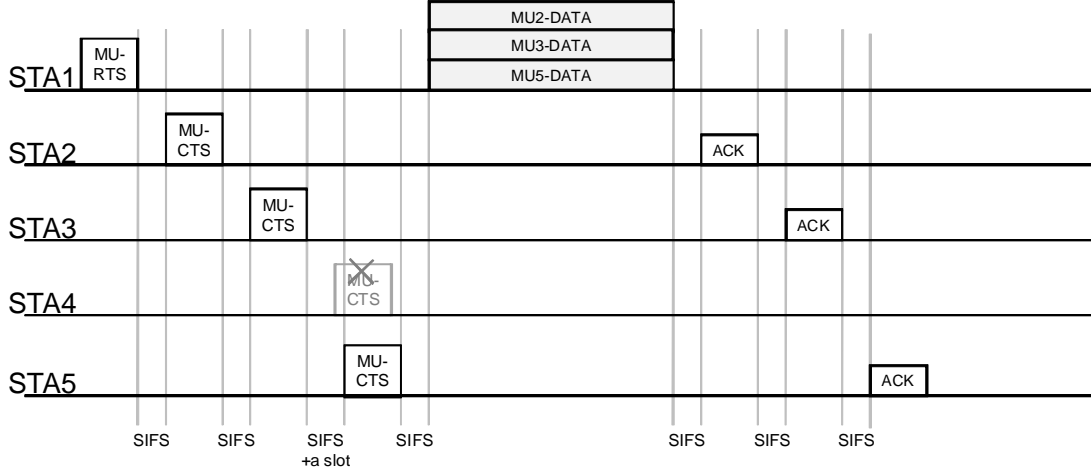 MU2-DATA
MU3-DATA
MU5-DATA
STA1
MU-
RTS
STA2
MU-
CTS
ACK
STA3
MU-
CTS
ACK
STA4
MU-
CTS
STA5
MU-
CTS
ACK
SIFS SIFS SIFS SIFS SIFS SIFS SIFS
+a slot